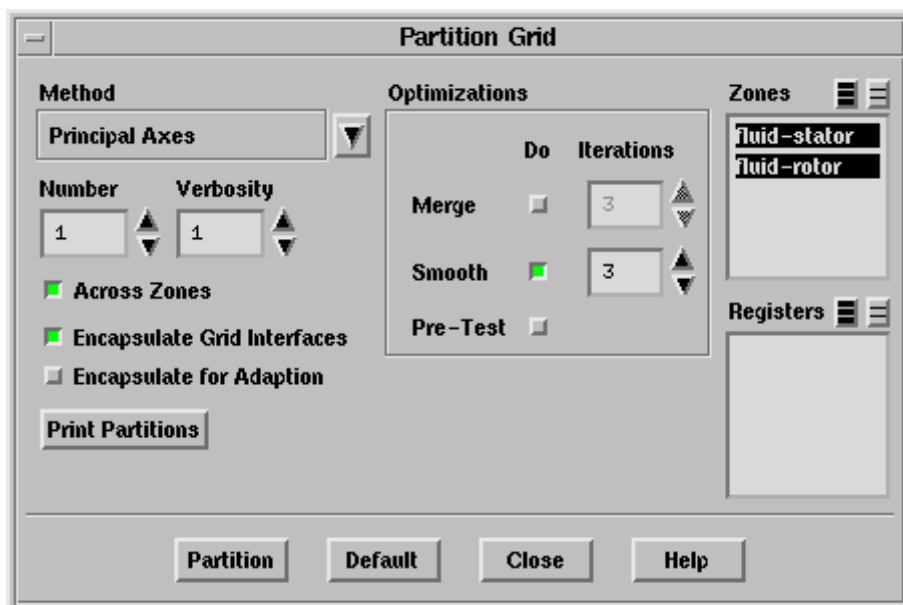 Partition Grid
Method
Principal Axes
Number Verbosity
1 1
Across Zones
Encapsulate Grid Interfaces
Encapsulate for Adaption
Print Partitions
Optimizations
Do Iterations
Merge 3
Smooth 3
Pre-Test
Zones
fluid-stator
fluid-rotor
Registers
Partition Default Close Help